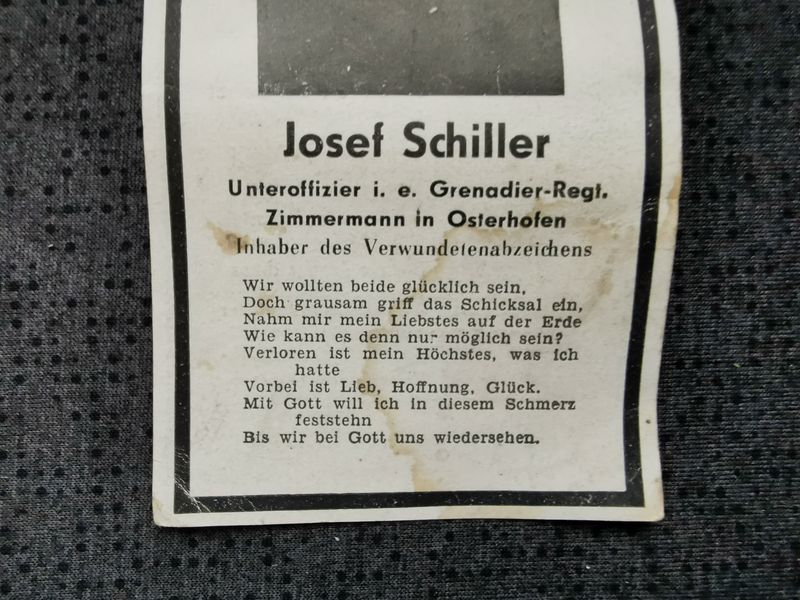 Josef Schiller
Unteroffizier i. e. Grenadier-Regt.
Zimmermann in Osterhofen
Inhaber des Verwundetenabzeichens
Wir wollten beide glücklich sein,
Doch grausam griff das Schicksal ein,
Nahm mir mein Liebstes auf der Erde
Wie kann es denn nur möglich sein?
Verloren ist mein Höchstes, was ich
hatte
Vorbei ist Lieb, Hoffnung, Glück.
Mit Gott will ich in diesem Schmerz
feststehn
Bis wir bei Gott uns wiedersehen.